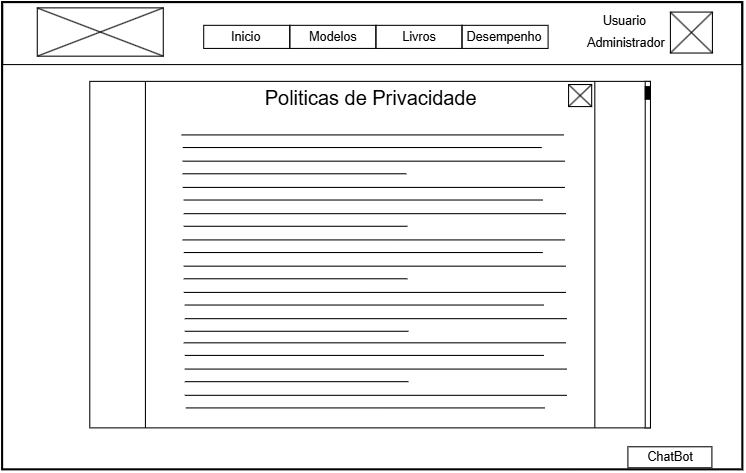 Inicio
Modelos
Livros
Desempenho
Usuario
Administrador
Politicas de Privacidade
ChatBot